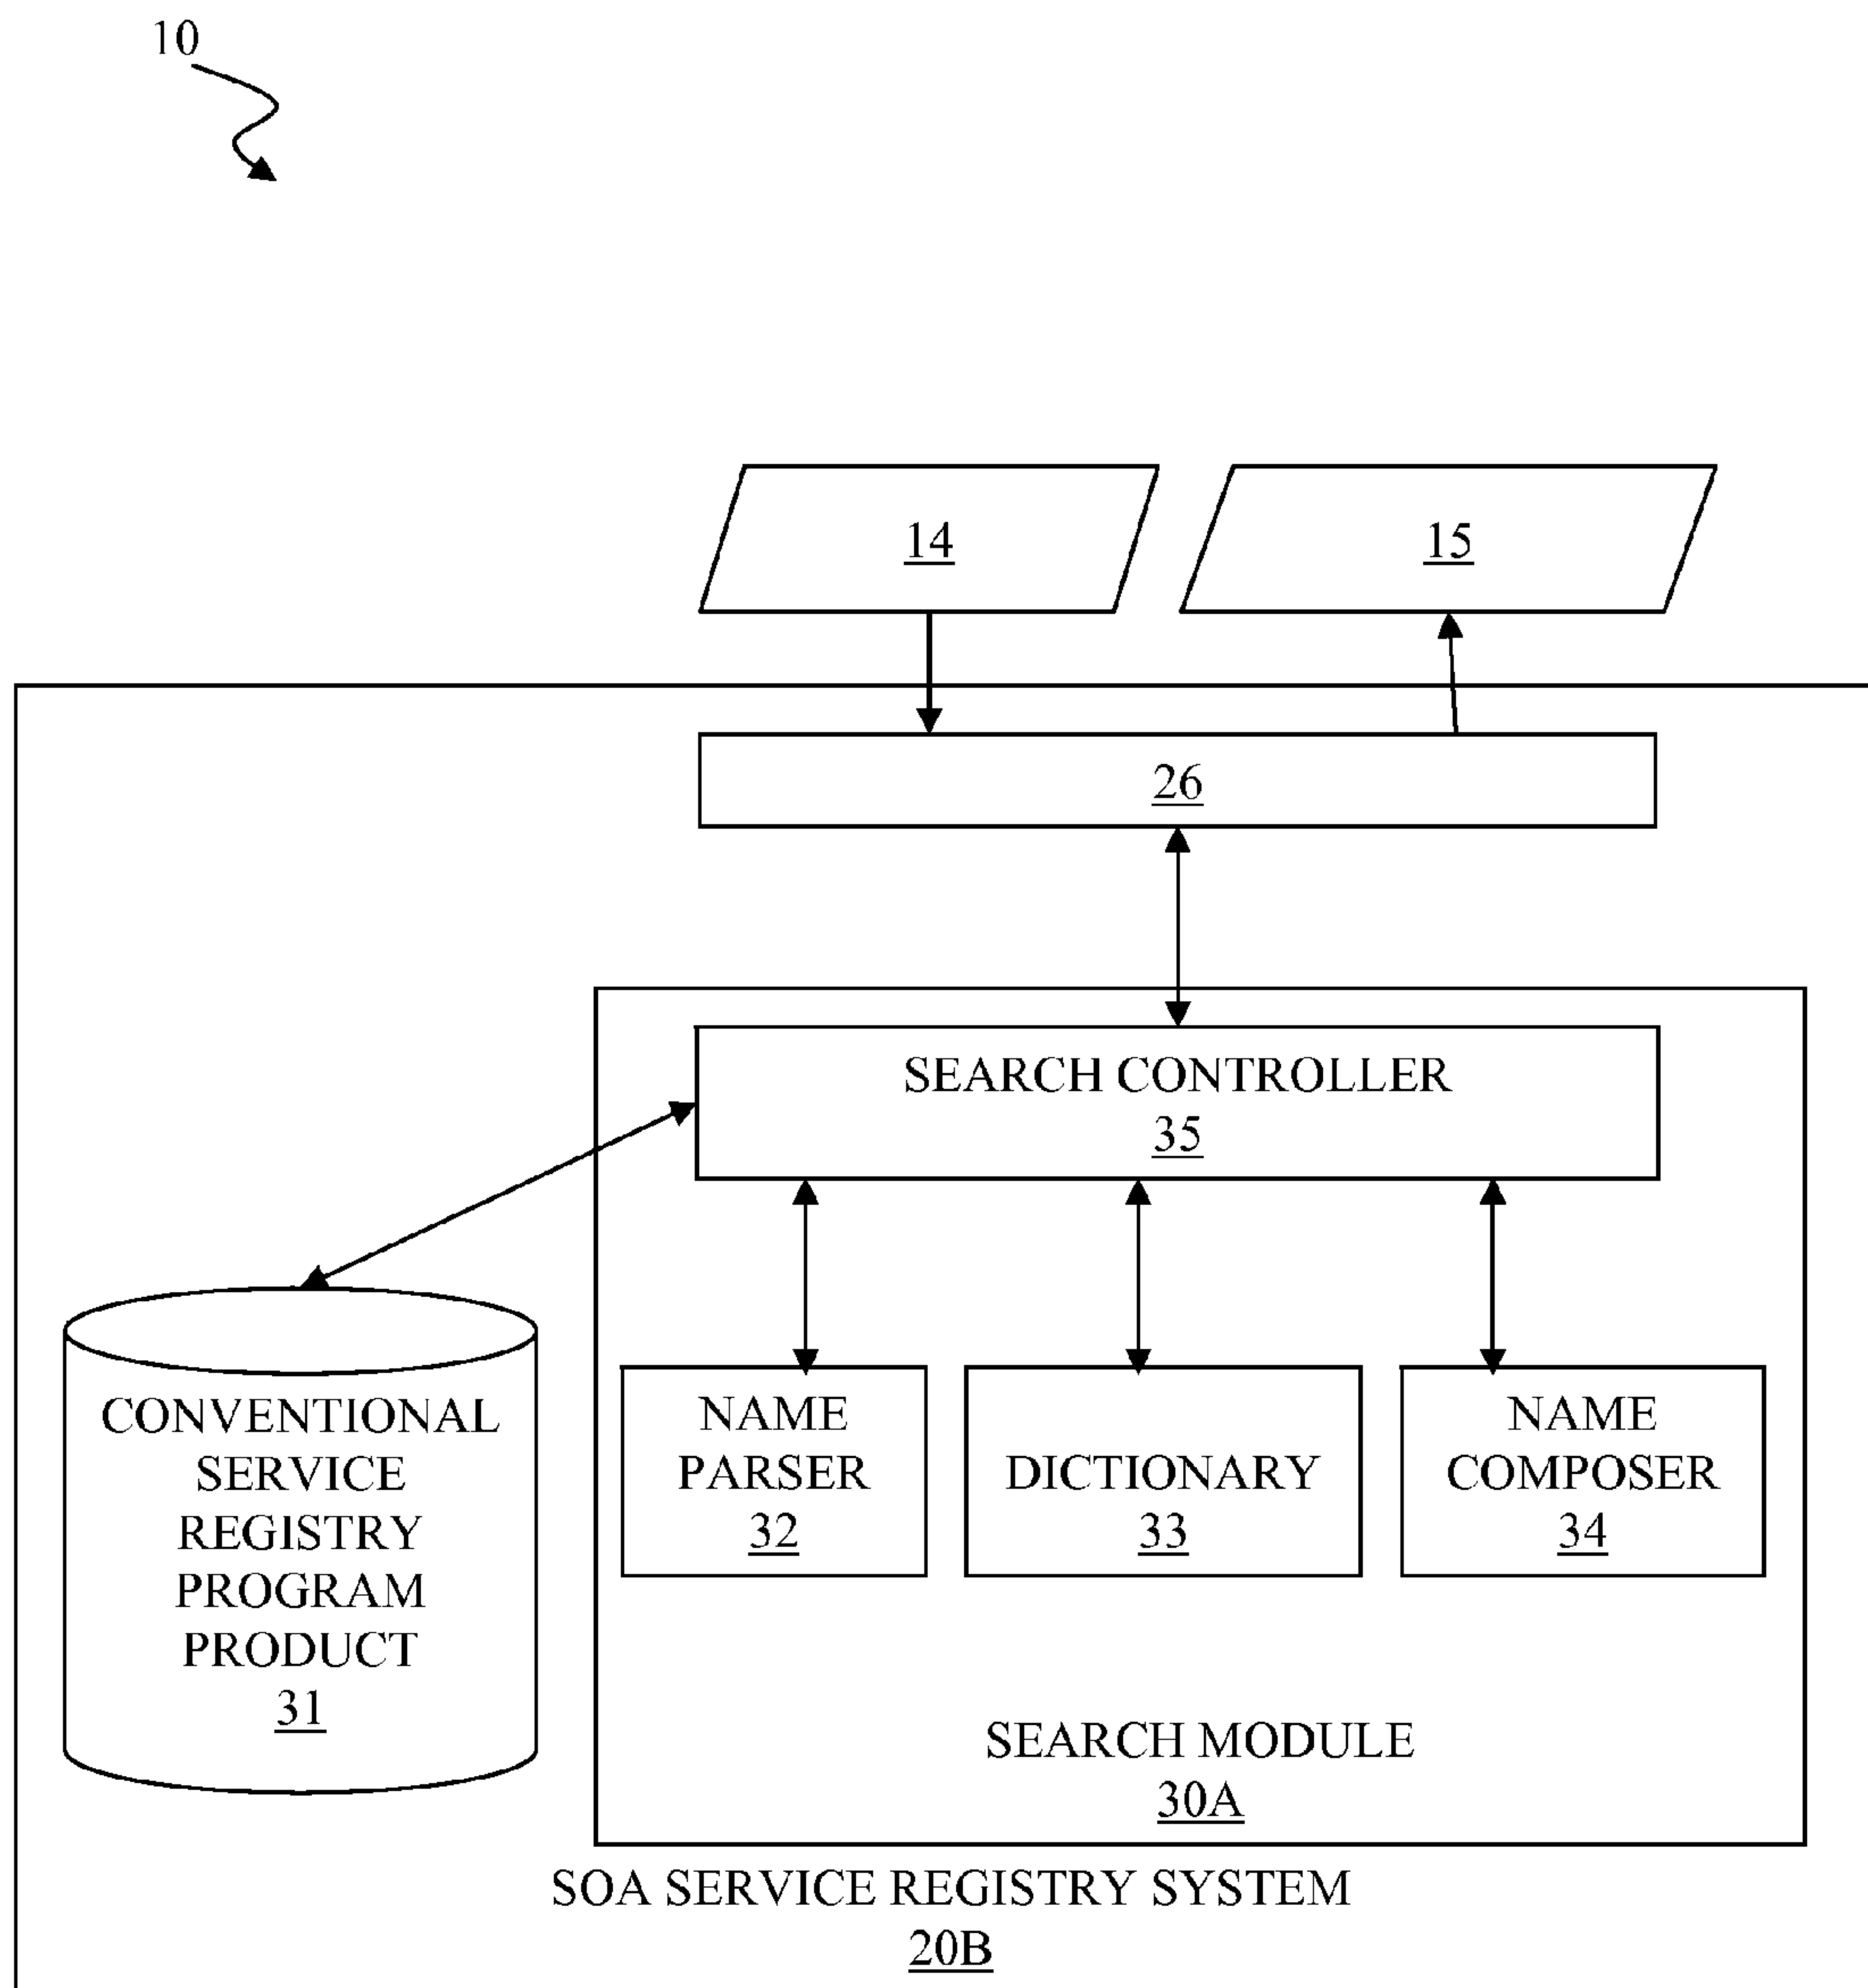 10
14
15
26
SEARCH CONTROLLER
35
NAME
PARSER
32
DICTIONARY
33
NAME
COMPOSER
34
CONVENTIONAL
SERVICE
REGISTRY
PROGRAM
PRODUCT
31
SEARCH MODULE
30A
SOA SERVICE REGISTRY SYSTEM
20B